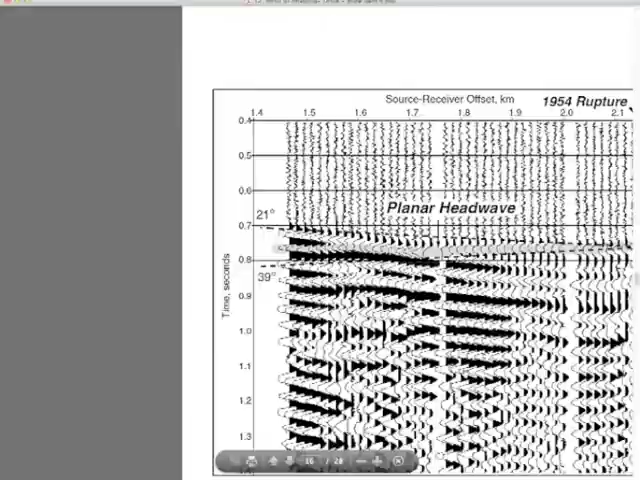 Source-Receiver Offset, km
1954 Rupture
1.4 1.5 1.6 1.7 1.8 1.9 2.0 2.1
0.4
0.5
0.6
Planar Headwave
21°
0.7
0.8
39°
Time, seconds
0.9
1.0
1.1
1.2
1.3
16 / 20